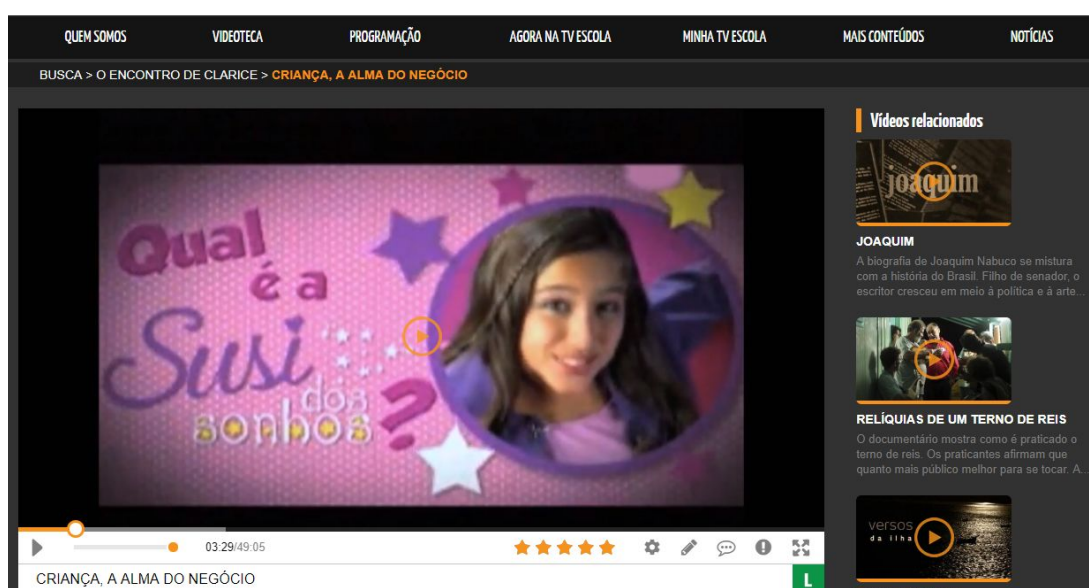 QUEM SOMOS
VIDEOTECA
PROGRAMAÇÃO
AGORA NA TV ESCOLA
MINHA TV ESCOLA
MAIS CONTEÚDOS
NOTÍCIAS
BUSCA > O ENCONTRO DE CLARICE > CRIANÇA, A ALMA DO NEGÓCIO
Qual
é a
Susi
dos
sonhos?
03:29/49:05
CRIANÇA, A ALMA DO NEGÓCIO
L
Vídeos relacionados
joaquim
JOAQUIM
A biografia de Joaquim Nabuco se mistura
com a história do Brasil. Filho de senador, o
escritor cresceu em meio à política e à arte...
RELÍQUIAS DE UM TERNO DE REIS
O documentário mostra como é praticado o
terno de reis. Os praticantes afirmam que
quanto mais público melhor para se tocar. A...
versos
da ilha